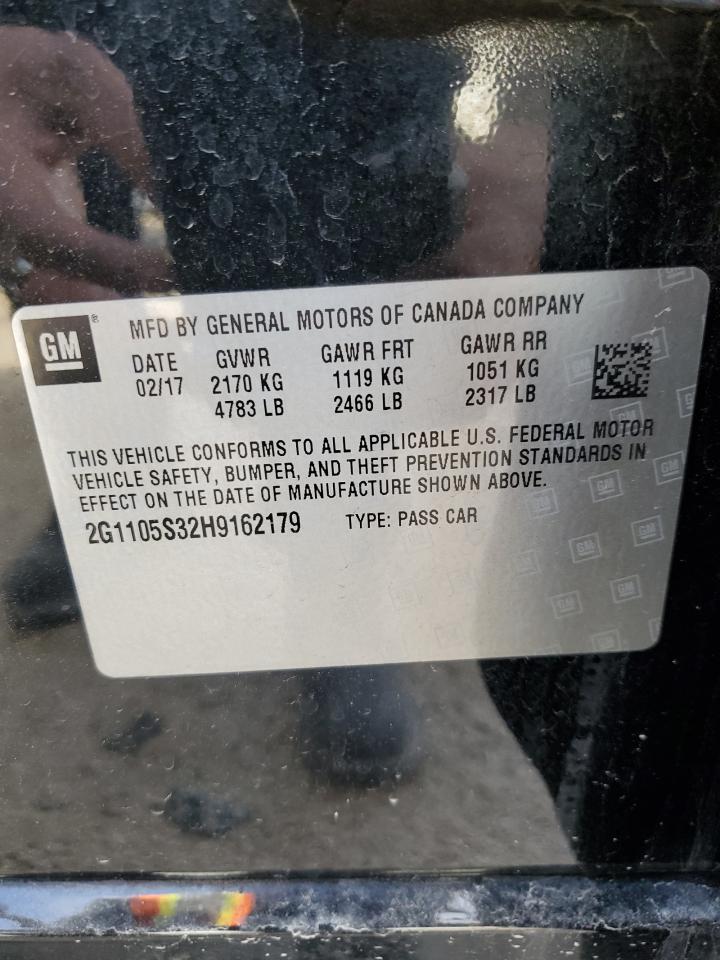 GM®
MFD BY GENERAL MOTORS OF CANADA COMPANY
DATE GVWR GAWR FRT GAWR RR
02/17 2170 KG 1119 KG 1051 KG
4783 LB 2466 LB 2317 LB
THIS VEHICLE CONFORMS TO ALL APPLICABLE U.S. FEDERAL MOTOR
VEHICLE SAFETY, BUMPER, AND THEFT PREVENTION STANDARDS IN
EFFECT ON THE DATE OF MANUFACTURE SHOWN ABOVE.
2G1105S32H9162179 TYPE: PASS CAR